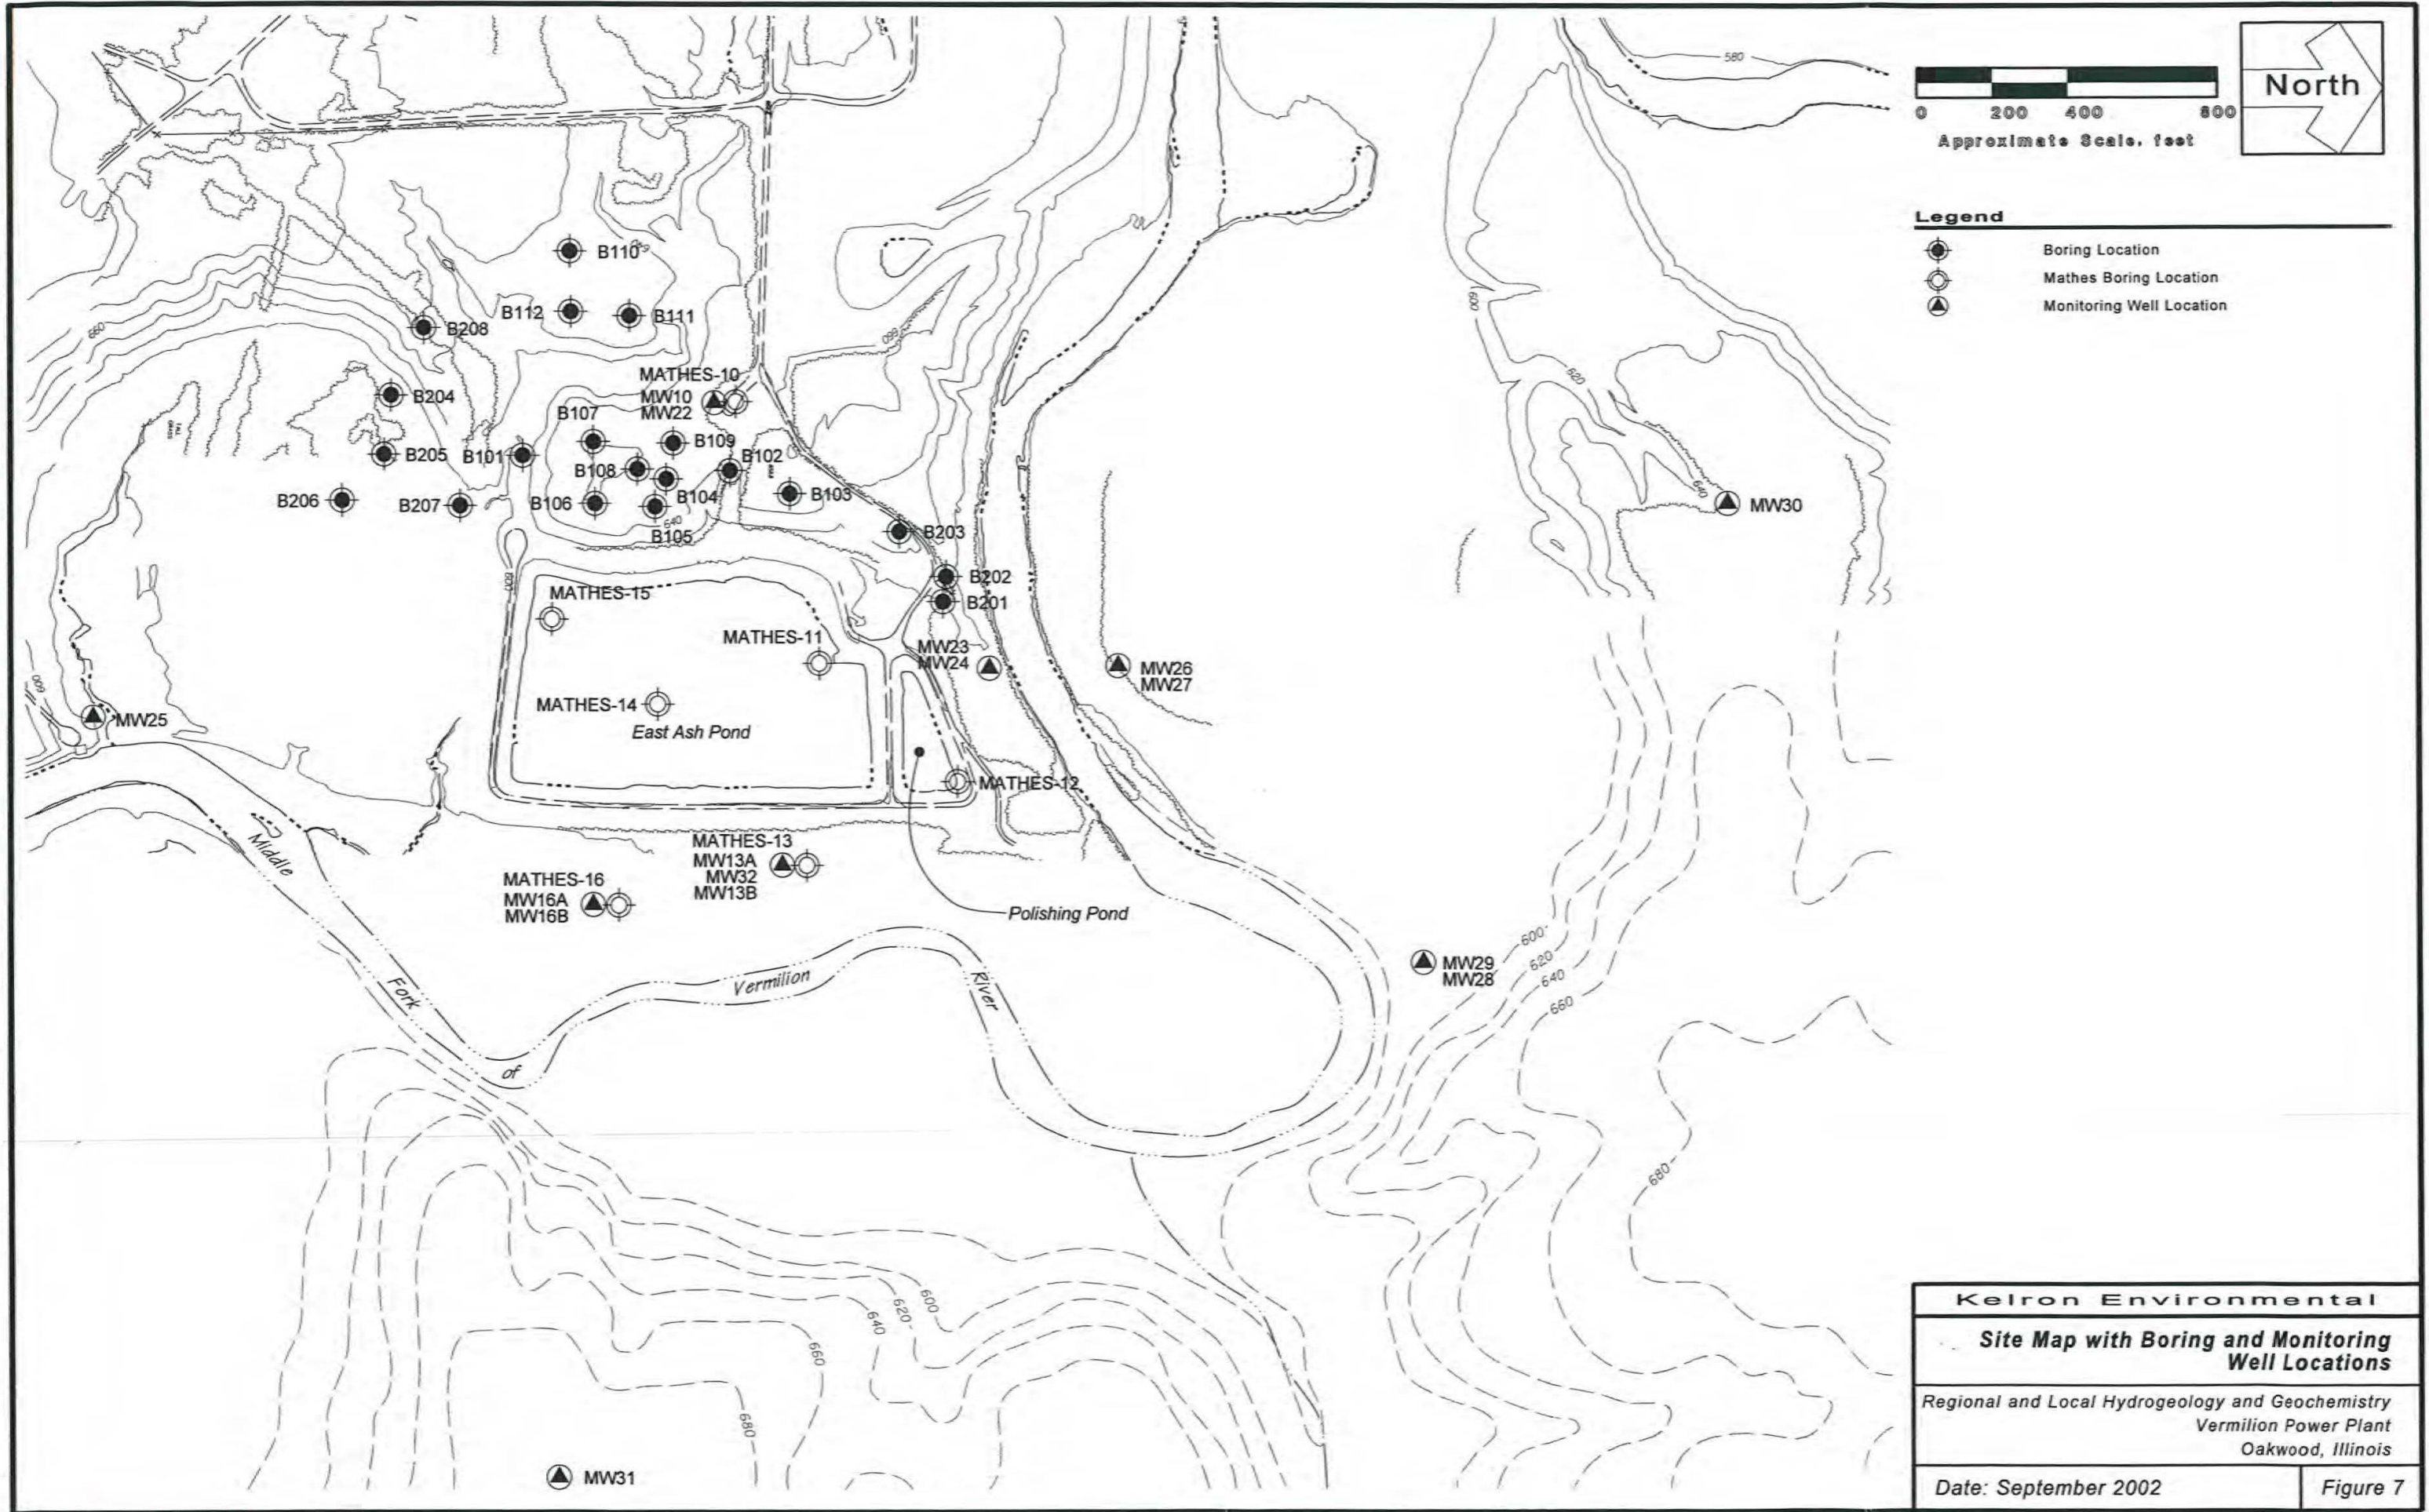 580
North
0 200 400 800
Approximate Scale, feet
Legend
Boring Location
Mathes Boring Location
Monitoring Well Location
B110
640
B112
B111
B208
660
660
600
620
MATHES-10
MW10
MW22
B204
B107
B109
B205
B101
B108
B102
B206
B207
B106
B104
B103
640
B105
640
MW30
B203
B202
B201
600
MATHES-15
MATHES-11
MW23
MW24
MW26
MW27
600
MW25
MATHES-14
East Ash Pond
MATHES-12
Middle
MATHES-13
MW13A
MW32
MW13B
MATHES-16
MW16A
MW16B
Polishing Pond
Fork
of
Vermilion
River
MW29
MW28
600
620
640
660
680
600
620
640
660
680
MW31
Kelron Environmental
Site Map with Boring and Monitoring
Well Locations
Regional and Local Hydrogeology and Geochemistry
Vermilion Power Plant
Oakwood, Illinois
Date: September 2002
Figure 7